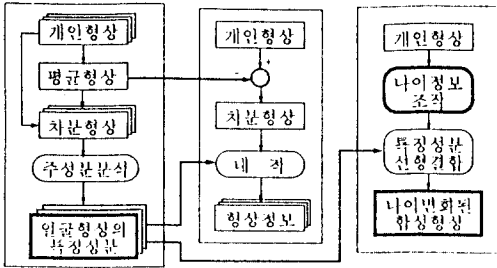 개인형상
평균형상
차분형상
주성분분석
얼굴형상의
특징성분
개인형상
- +
차분형상
내 적
형상정보
개인형상
나이정보
조작
특징성분
선형결합
나이변화된
합성형상